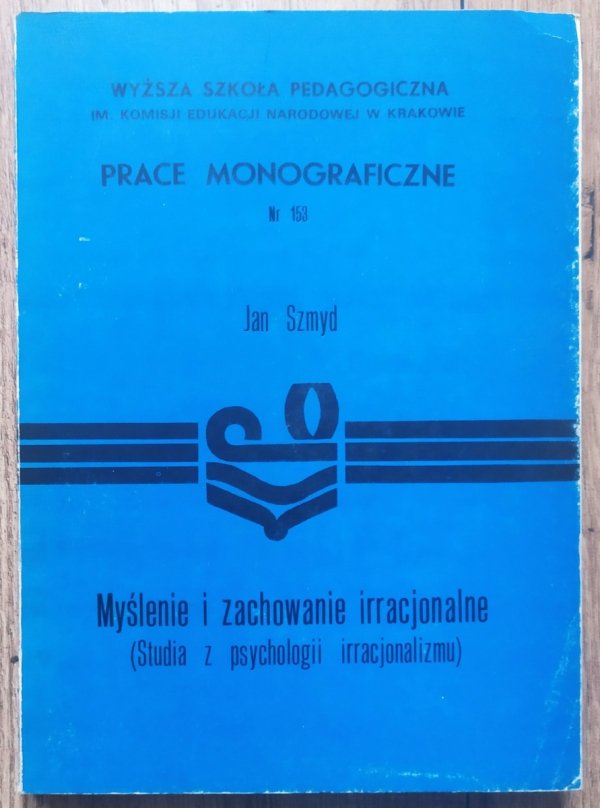 WYŻSZA SZKOŁA PEDAGOGICZNA
IM. KOMISJI EDUKACJI NARODOWEJ W KRAKOWIE
PRACE MONOGRAFICZNE
Nr 153
Jan Szmyd
Myślenie i zachowanie irracjonalne
(Studia z psychologii irracjonalizmu)